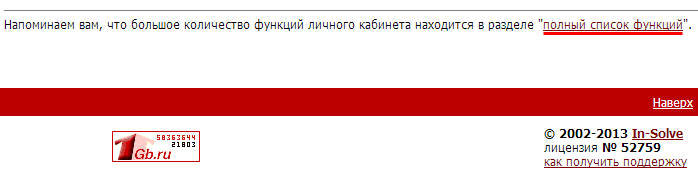 Напоминаем вам, что большое количество функций личного кабинета находится в разделе "полный список функций".
Наверх
58363644
21803
1Gb.ru
© 2002-2013 In-Solve
лицензия № 52759
как получить поддержку